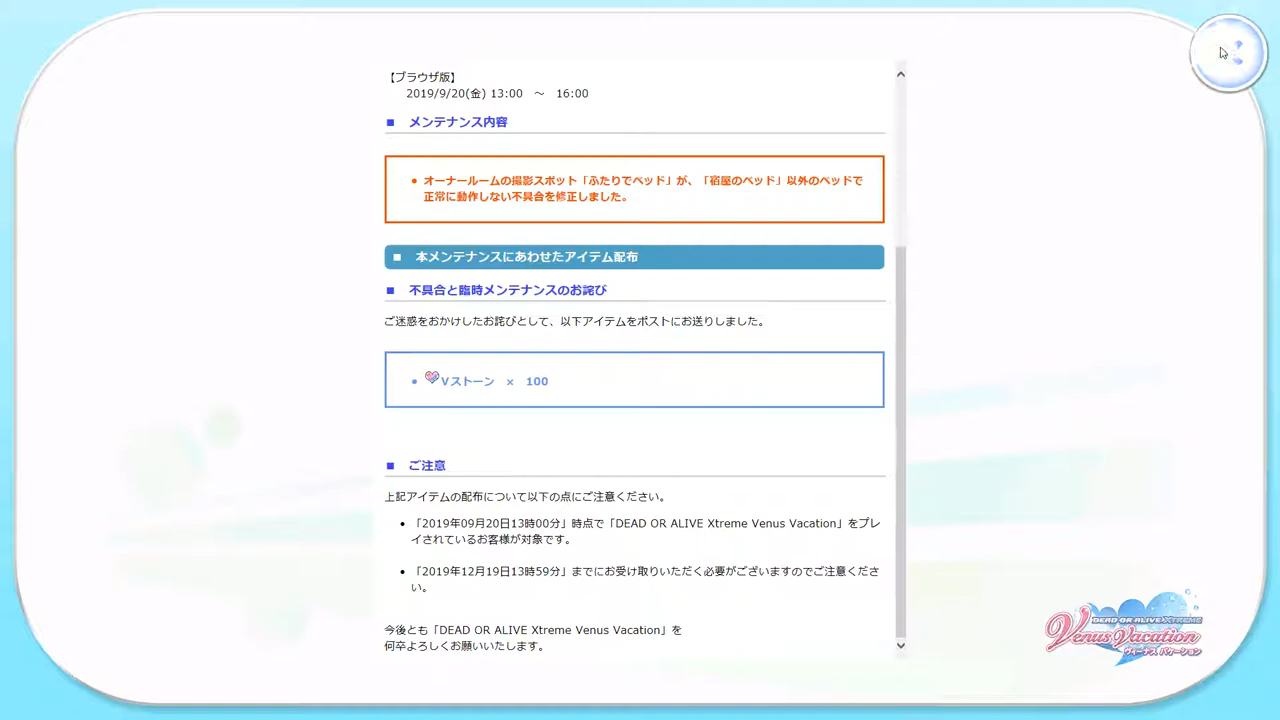 【ブラウザ版】
2019/9/20(金) 13:00 ～ 16:00
■ メンテナンス内容
• オーナールームの撮影スポット「ふたりでベッド」が、「宿屋のベッド」以外のベッドで
正常に動作しない不具合を修正しました。
■ 本メンテナンスにあわせたアイテム配布
■ 不具合と臨時メンテナンスのお詫び
ご迷惑をおかけしたお詫びとして、以下アイテムをポストにお送りしました。
• Vストーン × 100
■ ご注意
上記アイテムの配布について以下の点にご注意ください。
• 「2019年09月20日13時00分」時点で「DEAD OR ALIVE Xtreme Venus Vacation」をプレ
イされているお客様が対象です。
• 「2019年12月19日13時59分」までにお受け取りいただく必要がございますのでご注意くださ
い。
今後とも「DEAD OR ALIVE Xtreme Venus Vacation」を
何卒よろしくお願いいたします。
DEAD OR ALIVE XTREME
Venus Vacation
ヴィーナス バケーション